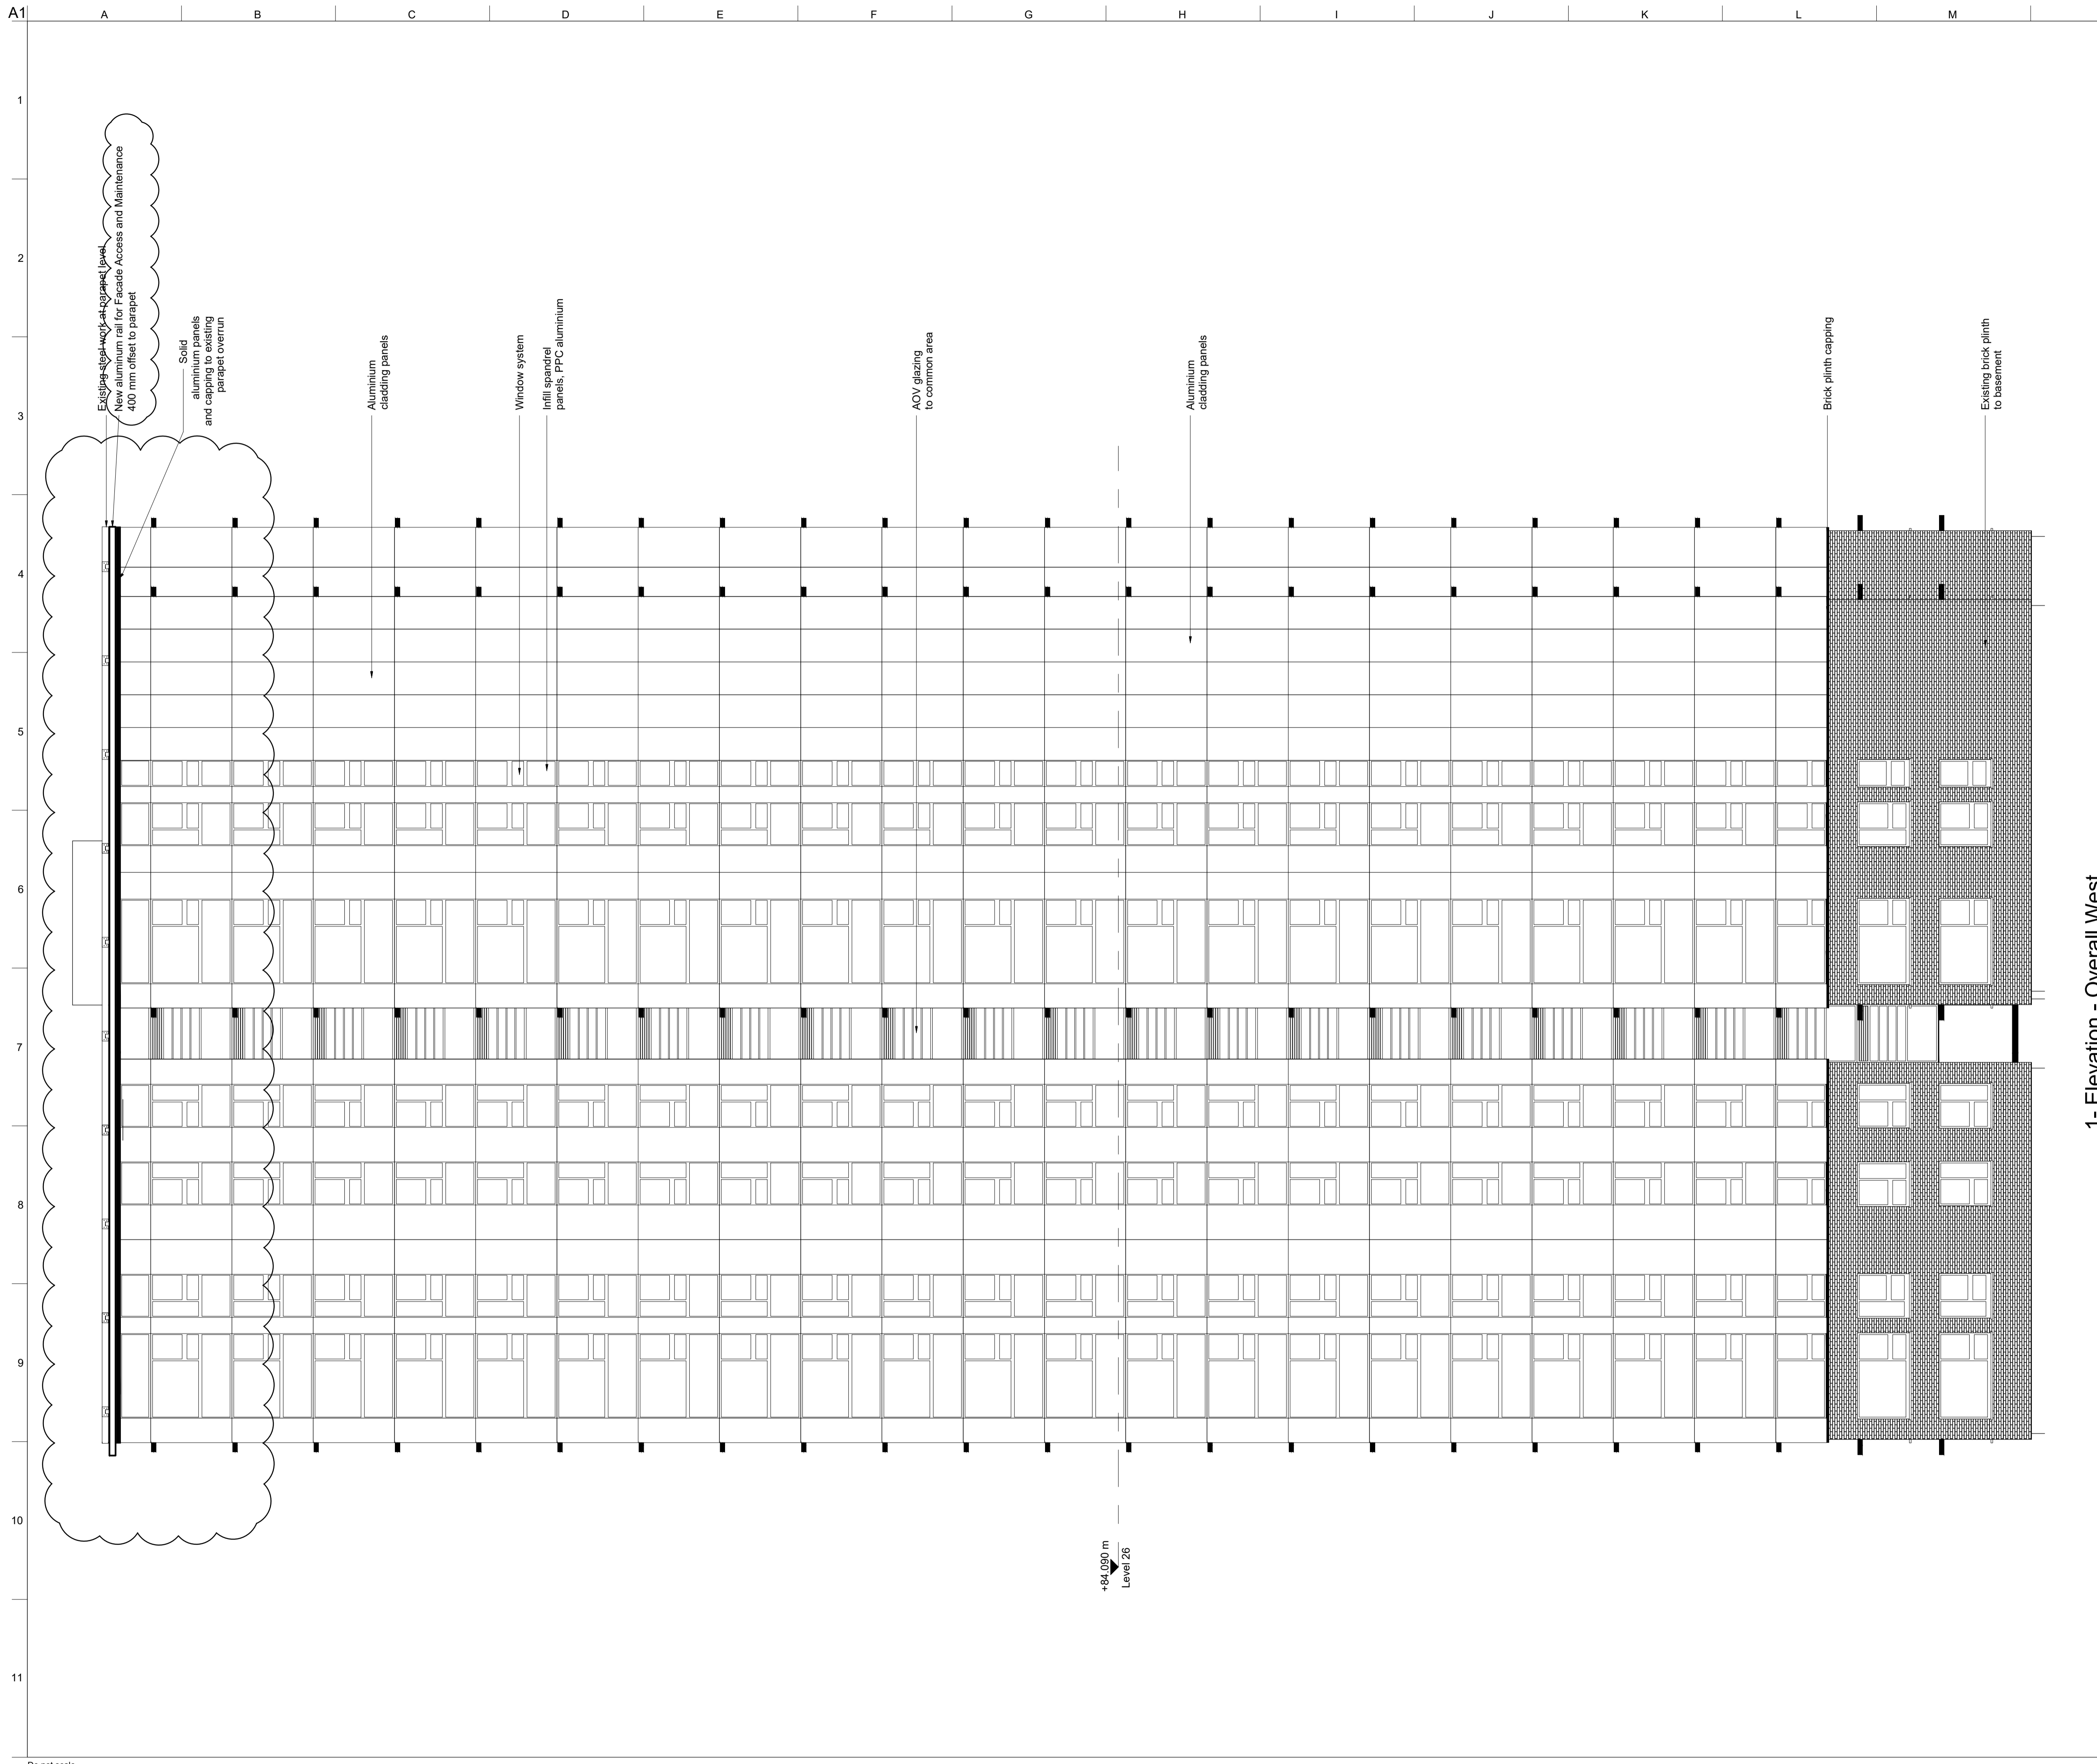 A1
A
B
C
D
E
F
G
H
I
J
K
L
M
1
2
3
4
5
6
7
8
9
10
11
Existing steel work at parapet level
New aluminum rail for Facade Access and Maintenance
400 mm offset to parapet
Solid
aluminium panels
and capping to existing
parapet overrun
Aluminium
cladding panels
Window system
Infill spandrel
panels, PPC aluminium
AOV glazing
to common area
Aluminium
cladding panels
Brick plinth capping
Existing brick plinth
to basement
+84.090 m
Level 26
1- Elevation - Overall West
Do not scale